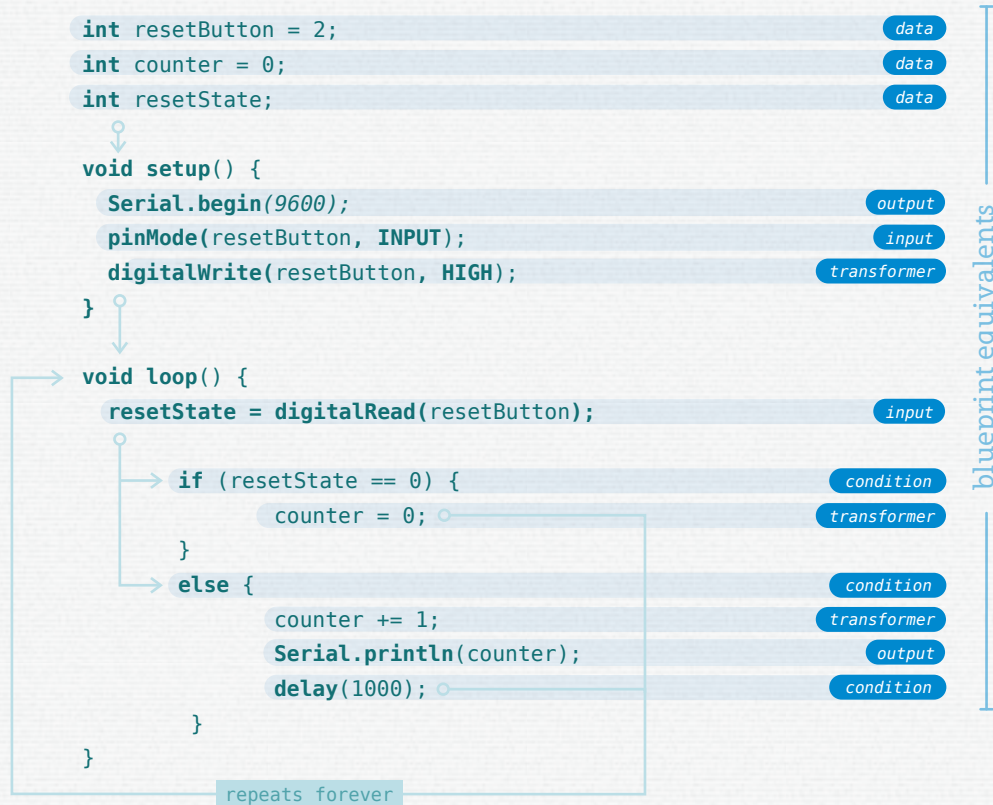 int resetButton = 2; data
int counter = 0; data
int resetState; data
void setup() {
Serial.begin(9600); output
pinMode(resetButton, INPUT); input
digitalWrite(resetButton, HIGH); transformer
}
void loop() {
resetState = digitalRead(resetButton); input
if (resetState == 0) { condition
counter = 0; transformer
}
else { condition
counter += 1; transformer
Serial.println(counter); output
delay(1000); condition
}
}
repeats forever
blueprint equivalents